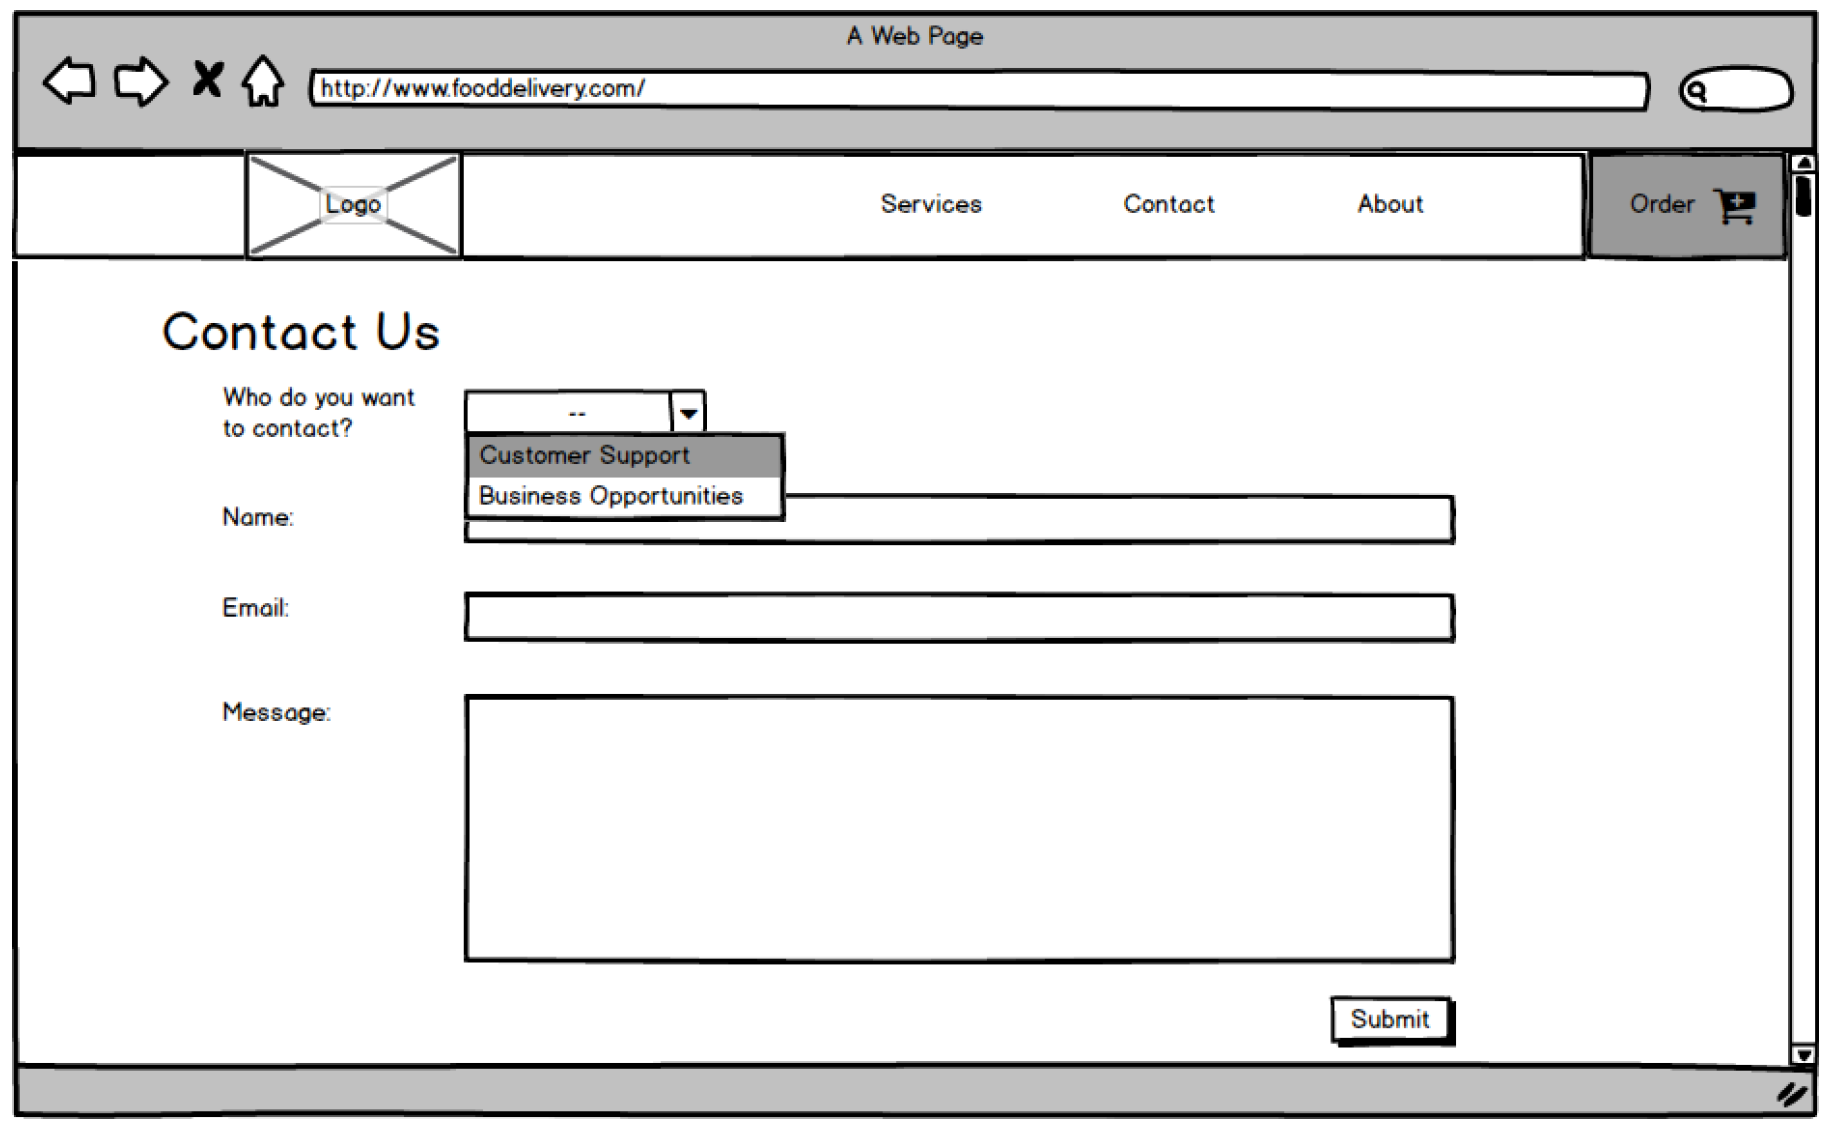 A Web Page
http://www.fooddelivery.com/
Logo
Services
Contact
About
Order
Contact Us
Who do you want
to contact?
--
Customer Support
Business Opportunities
Name:
Email:
Message:
Submit